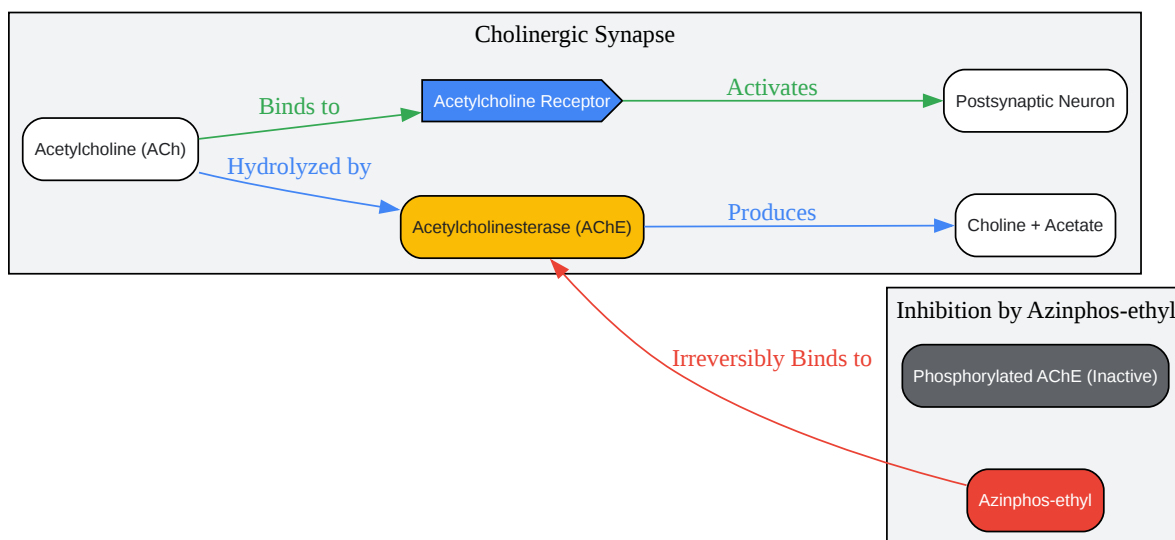 Cholinergic Synapse
Acetylcholine (ACh)
Binds to
Acetylcholine Receptor
Activates
Postsynaptic Neuron
Hydrolyzed by
Acetylcholinesterase (AChE)
Produces
Choline + Acetate
Inhibition by Azinphos-ethyl
Irreversibly Binds to
Phosphorylated AChE (Inactive)
Azinphos-ethyl